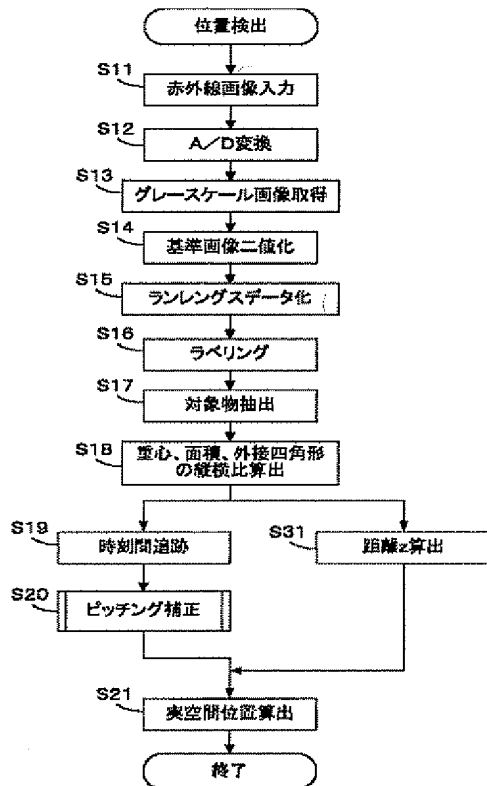 位置検出
S11
赤外線画像入力
S12
A/D変換
S13
グレースケール画像取得
S14
基準画像二値化
S15
ランレングスデータ化
S16
ラベリング
S17
対象物抽出
S18
重心、面積、外接四角形
の縦横比算出
S19
時刻間追跡
S31
距離z算出
S20
ピッチング補正
S21
実空間位置算出
終了